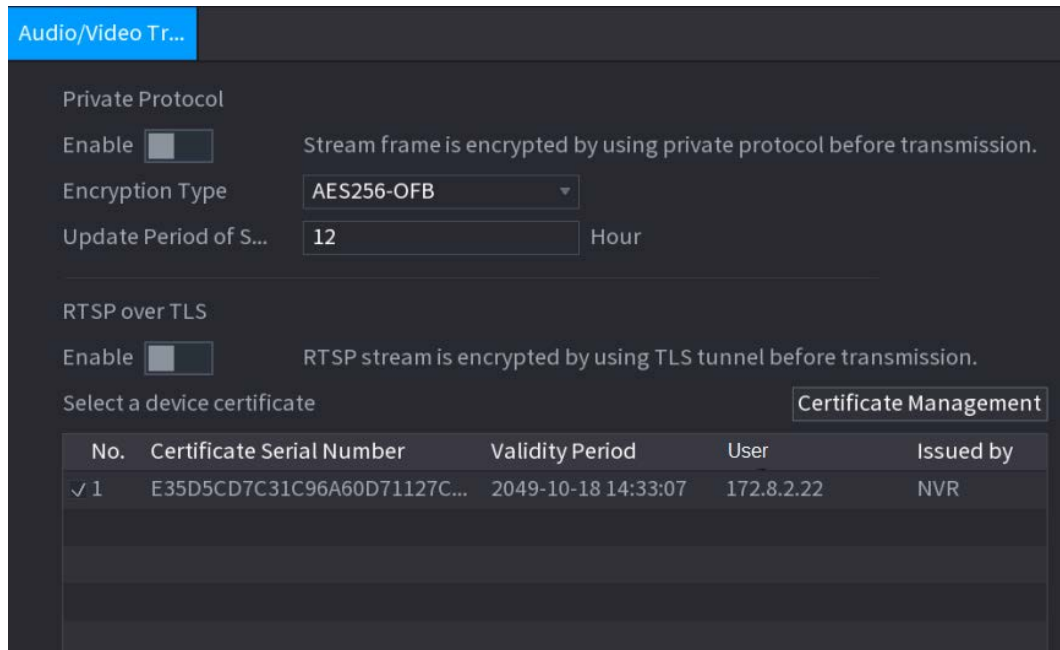 Audio/Video Tr...
Private Protocol
Enable Stream frame is encrypted by using private protocol before transmission.
Encryption Type AES256-OFB
Update Period of S... 12 Hour
RTSP over TLS
Enable RTSP stream is encrypted by using TLS tunnel before transmission.
Select a device certificate Certificate Management
No. Certificate Serial Number Validity Period User Issued by
1 E35D5CD7C31C96A60D71127C... 2049-10-18 14:33:07 172.8.2.22 NVR